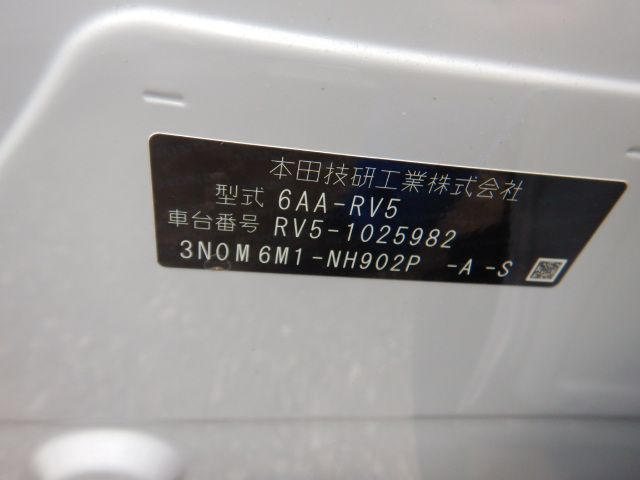 本田技研工業株式会社
型式 6AA-RV5
車台番号 RV5-1025982
3N0M6M1-NH902P -A-S